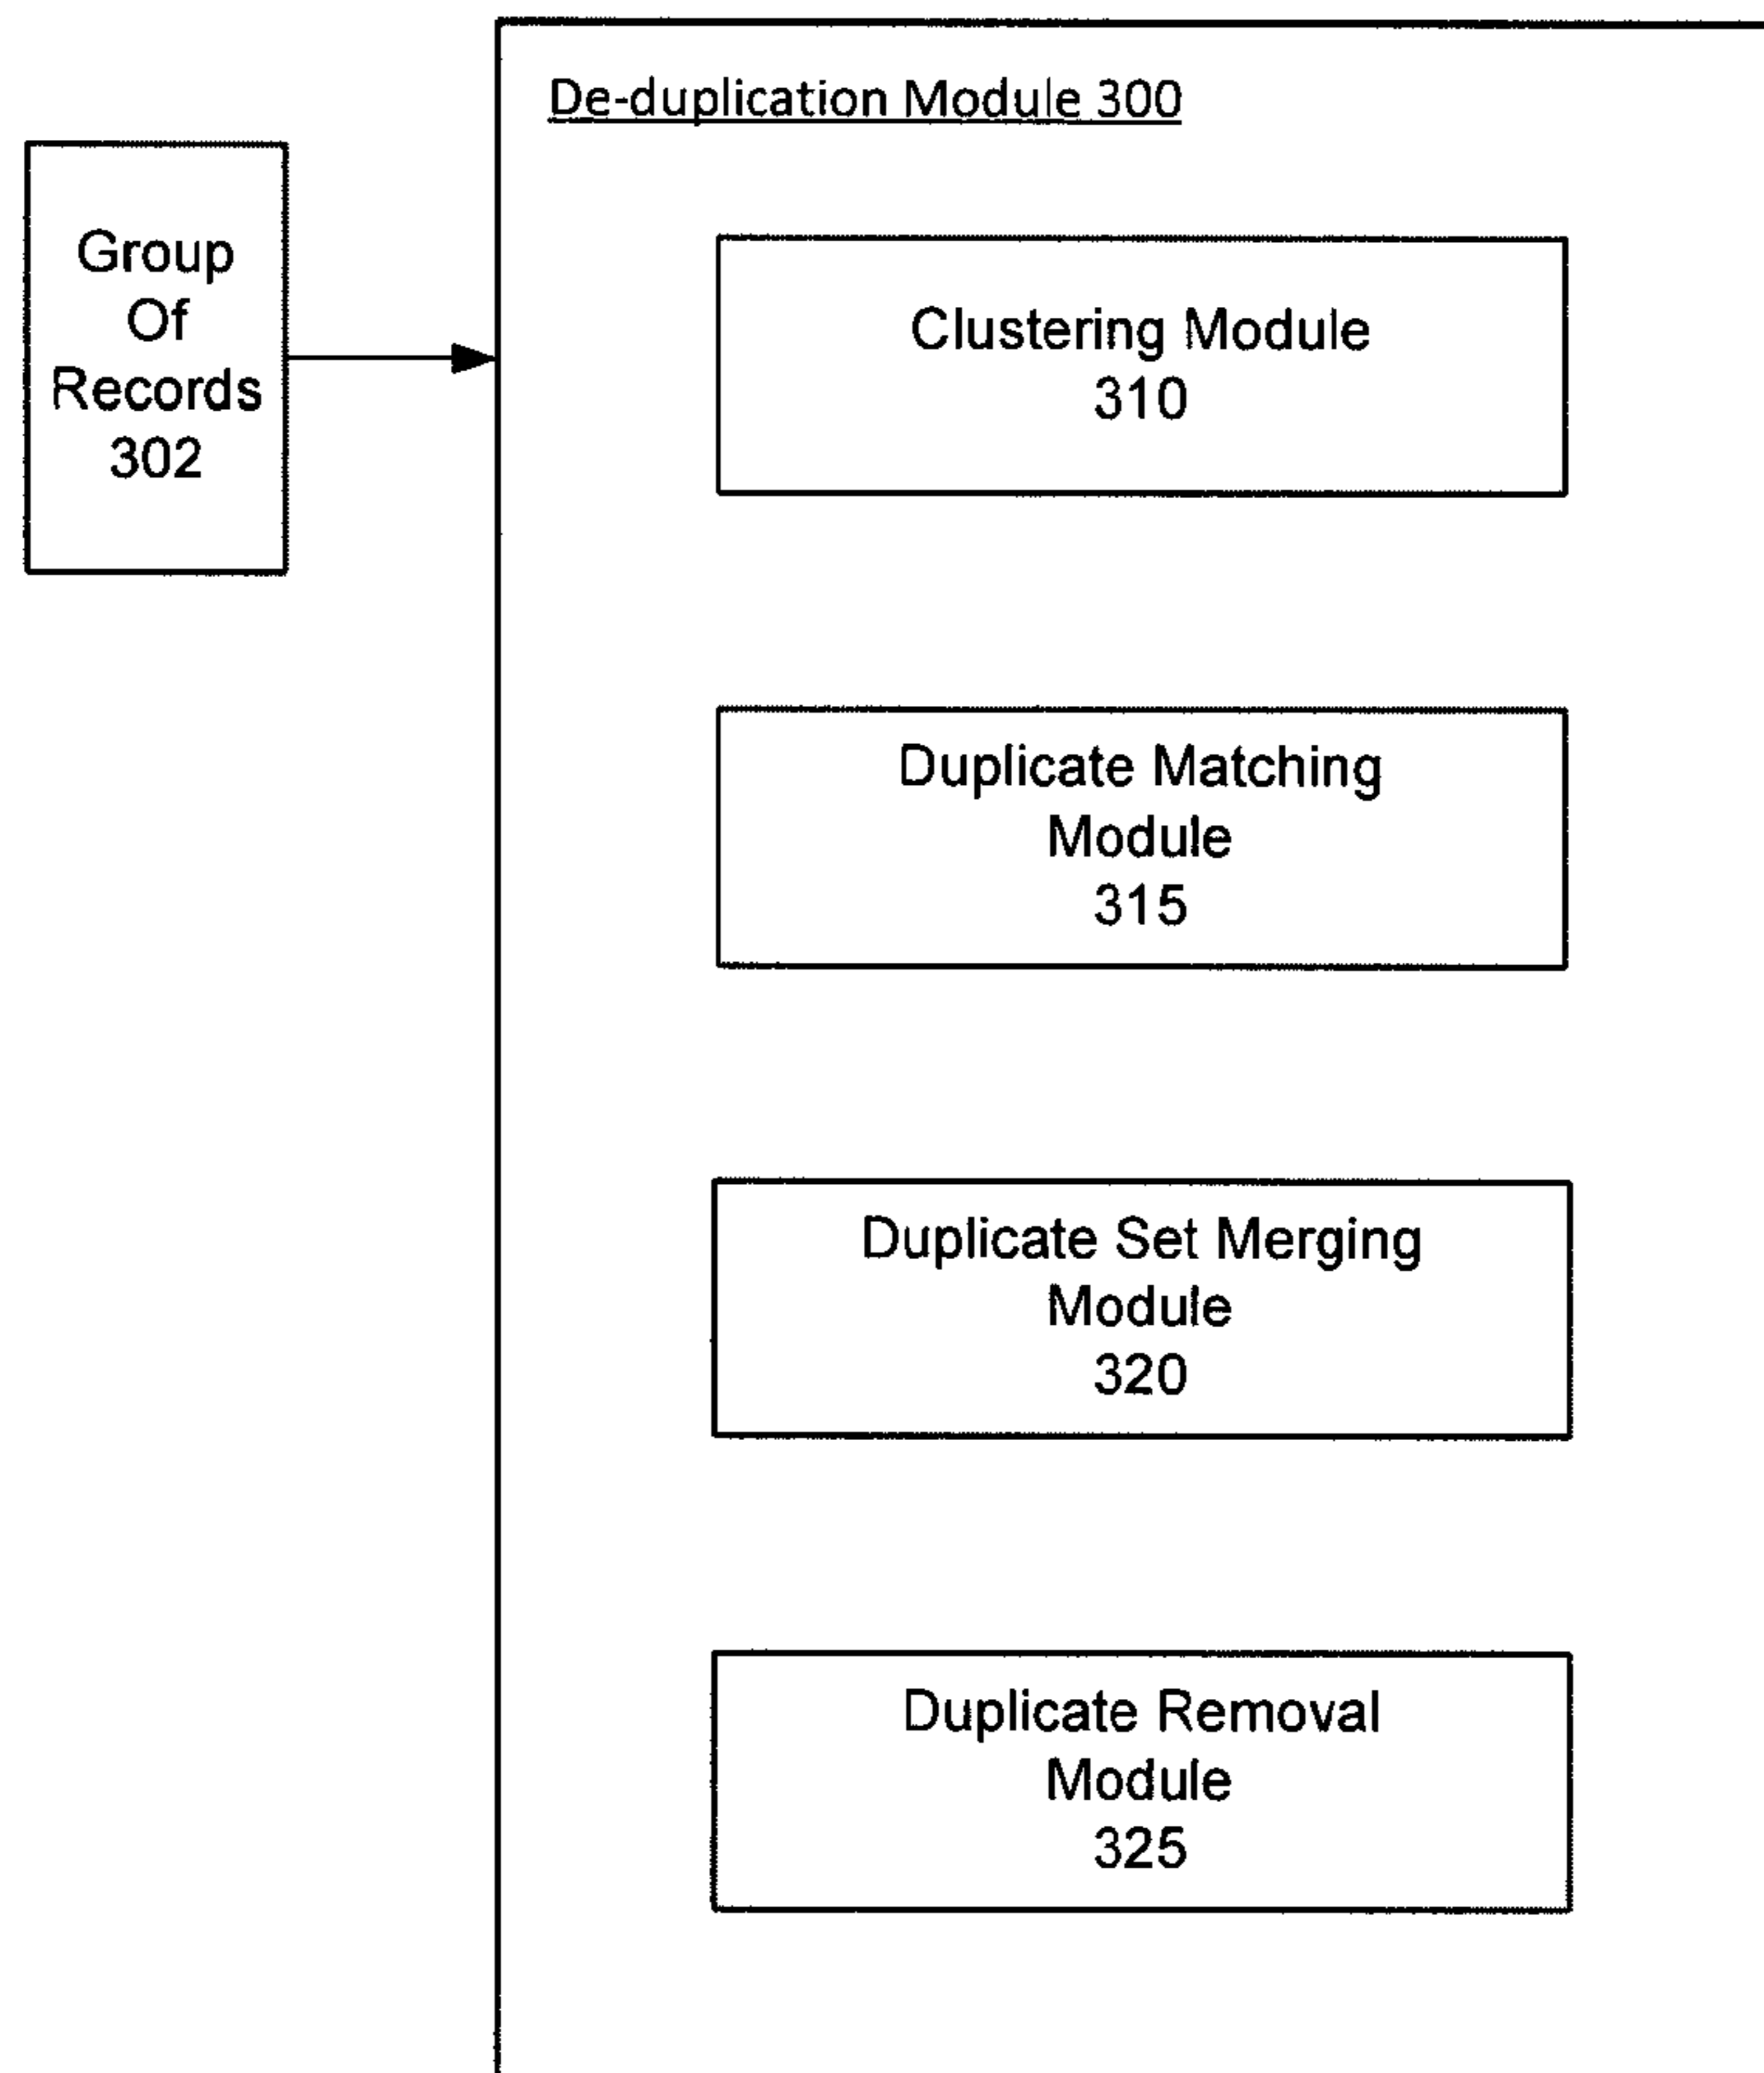 De-duplication Module 300
Group
Of
Records
302
Clustering Module
310
Duplicate Matching
Module
315
Duplicate Set Merging
Module
320
Duplicate Removal
Module
325